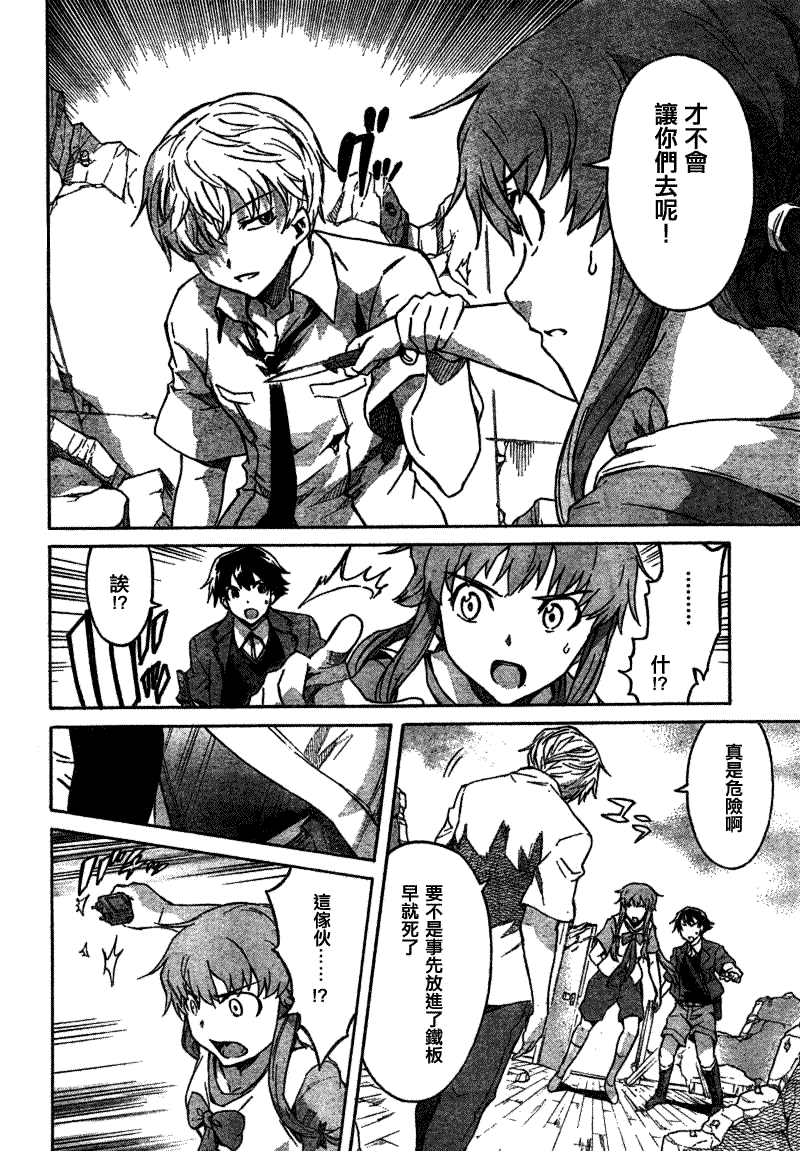 才不會
讓你們去呢！
グッ
………
什!?
誒!?
真是危險啊
要不是事先放進了鐵板
早就死了
這傢伙……!?